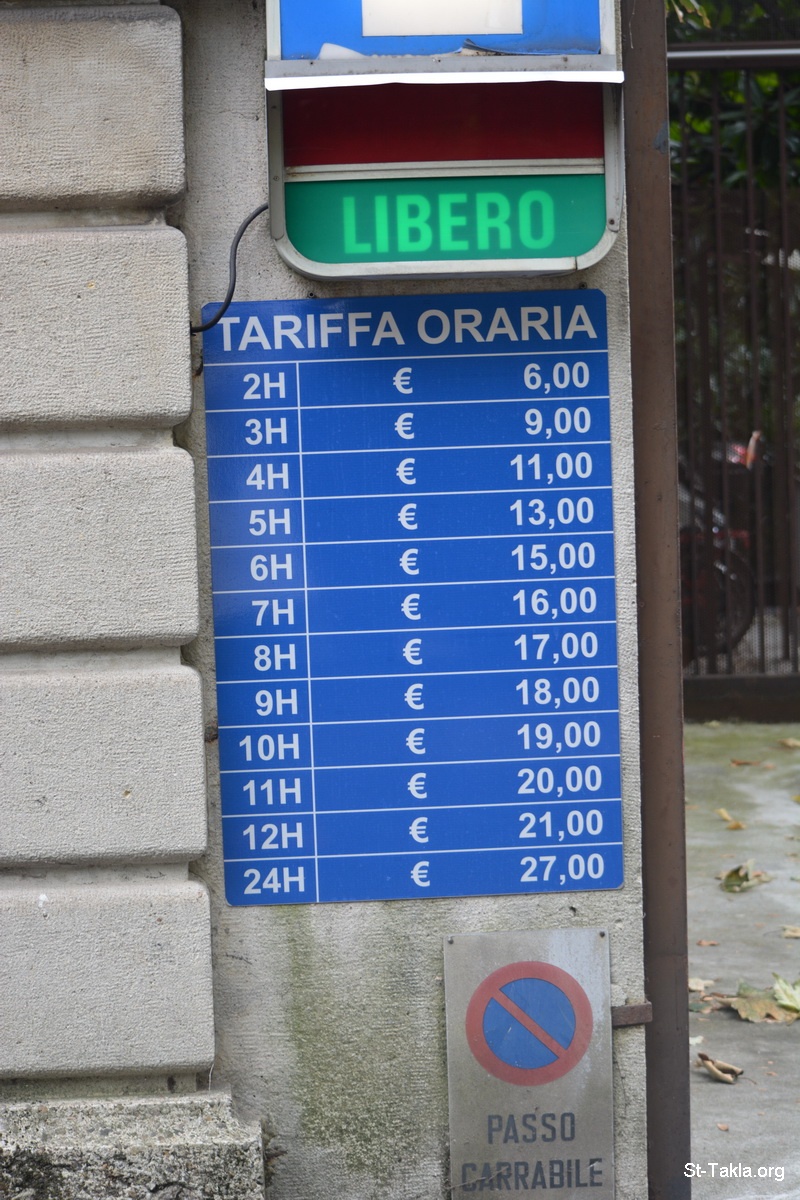 LIBERO
TARIFFA ORARIA
2H € 6,00
3H € 9,00
4H € 11,00
5H € 13,00
6H € 15,00
7H € 16,00
8H € 17,00
9H € 18,00
10H € 19,00
11H € 20,00
12H € 21,00
24H € 27,00
PASSO
CARRABILE
St-Takla.org